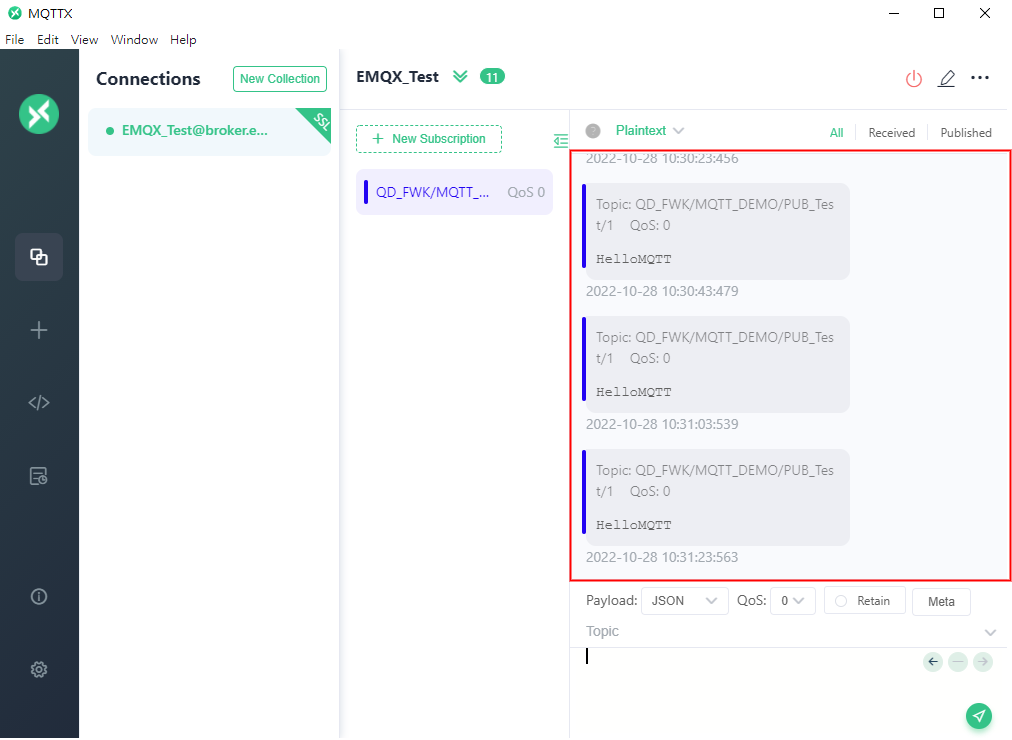 MQTTX
File Edit View Window Help
Connections
New Collection
EMQX_Test@broker.e...
SSL
EMQX_Test 11
New Subscription
QD_FWK/MQTT_... QoS 0
Plaintext
All Received Published
2022-10-28 10:30:23:456
Topic: QD_FWK/MQTT_DEMO/PUB_Tes
t/1 QoS: 0
HelloMQTT
2022-10-28 10:30:43:479
Topic: QD_FWK/MQTT_DEMO/PUB_Tes
t/1 QoS: 0
HelloMQTT
2022-10-28 10:31:03:539
Topic: QD_FWK/MQTT_DEMO/PUB_Tes
t/1 QoS: 0
HelloMQTT
2022-10-28 10:31:23:563
Payload: JSON QoS: 0 Retain Meta
Topic